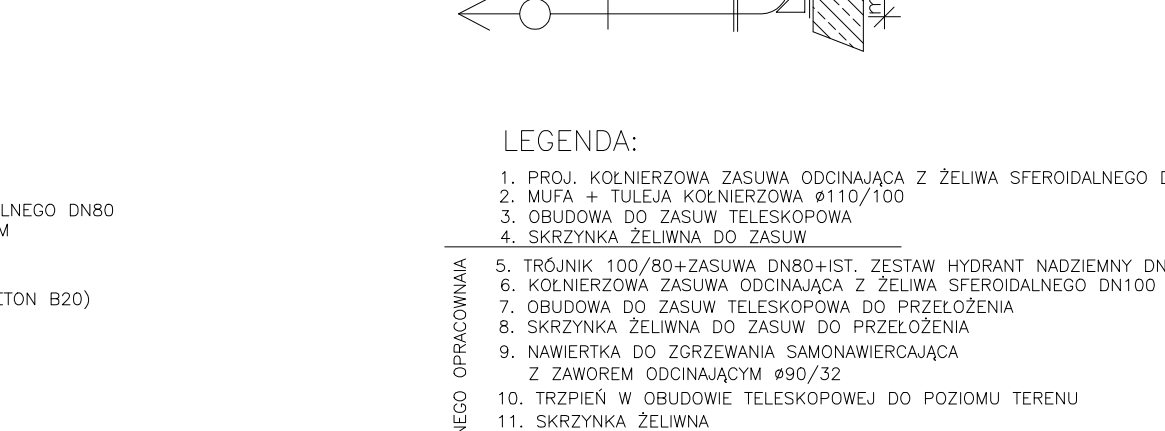 m
LEGENDA:
1. PROJ. KOŁNIERZOWA ZASUWA ODCINAJĄCA Z ŻELIWA SFEROIDALNEGO
2. MUFA + TULEJA KOŁNIERZOWA ø110/100
3. OBUDOWA DO ZASUW TELESKOPOWA
4. SKRZYNKA ŻELIWNA DO ZASUW
5. TRÓJNIK 100/80+ZASUWA DN80+IST. ZESTAW HYDRANT NADZIEMNY DN
6. KOŁNIERZOWA ZASUWA ODCINAJĄCA Z ŻELIWA SFEROIDALNEGO DN100
7. OBUDOWA DO ZASUW TELESKOPOWA DO PRZEŁOŻENIA
8. SKRZYNKA ŻELIWNA DO ZASUW DO PRZEŁOŻENIA
9. NAWIERTKA DO ZGRZEWANIA SAMONAWIERCAJĄCA
Z ZAWOREM ODCINAJĄCYM ø90/32
10. TRZPIEŃ W OBUDOWIE TELESKOPOWEJ DO POZIOMU TERENU
11. SKRZYNKA ŻELIWNA
NEGO OPRACOWNAIA
LNEGO DN80
M
ETON B20)